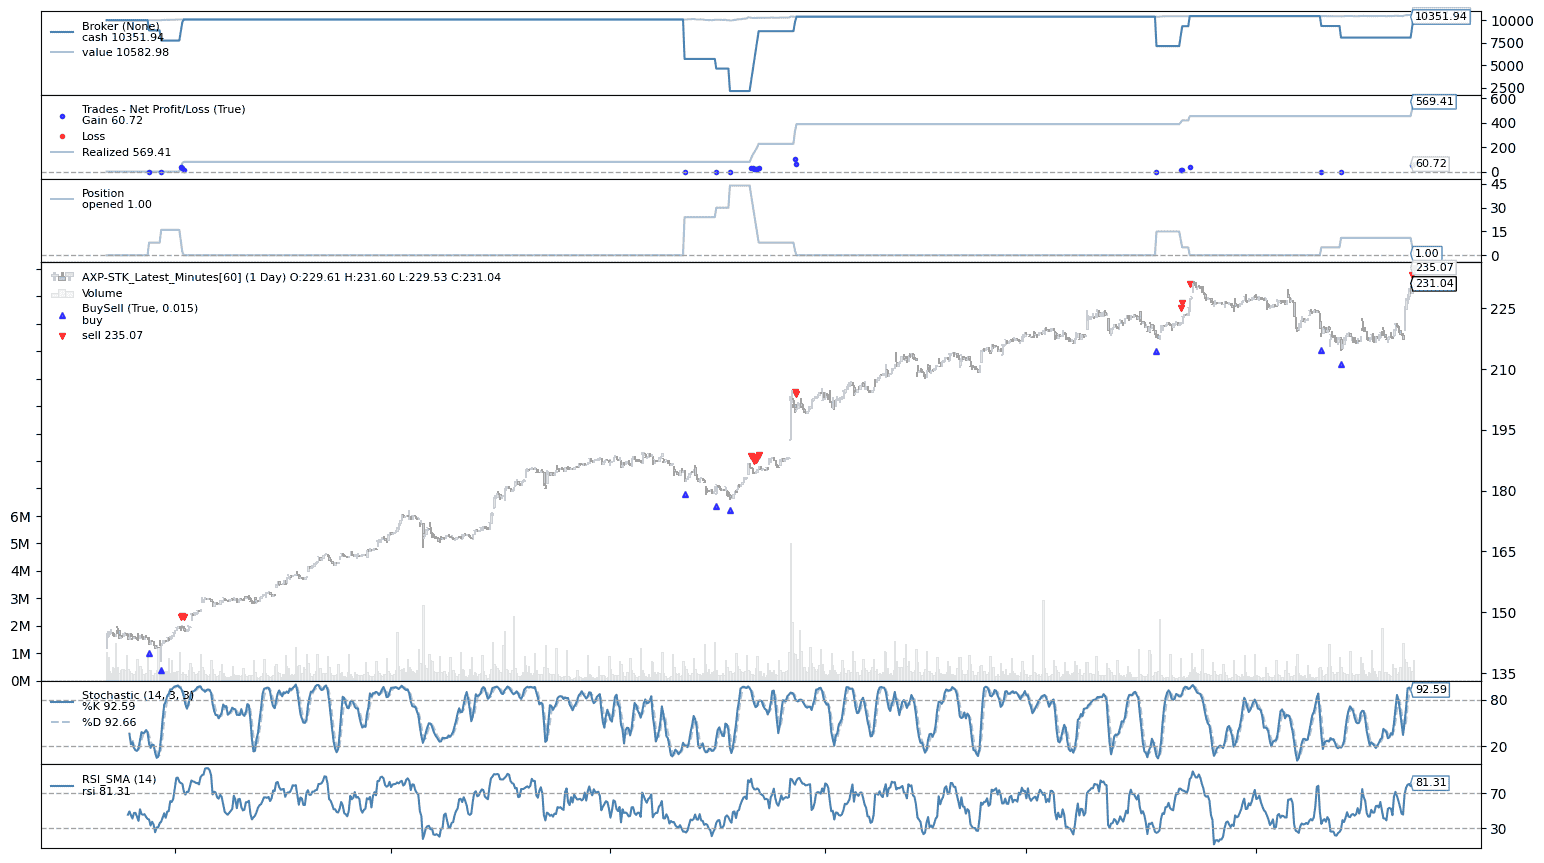 Broker (None)
cash 10351.94
value 10582.98
10351.94
10000
7500
5000
2500
Trades - Net Profit/Loss (True)
Gain 60.72
Loss
Realized 569.41
569.41
60.72
600
400
200
0
Position
opened 1.00
1.00
45
30
15
0
AXP-STK_Latest_Minutes[60] (1 Day) O:229.61 H:231.60 L:229.53 C:231.04
Volume
BuySell (True, 0.015)
buy
sell 235.07
235.07
231.04
225
210
195
180
165
150
135
6M
5M
4M
3M
2M
1M
0M
Stochastic (14, 3, 3)
%K 92.59
%D 92.66
92.59
80
20
RSI_SMA (14)
rsi 81.31
81.31
70
30